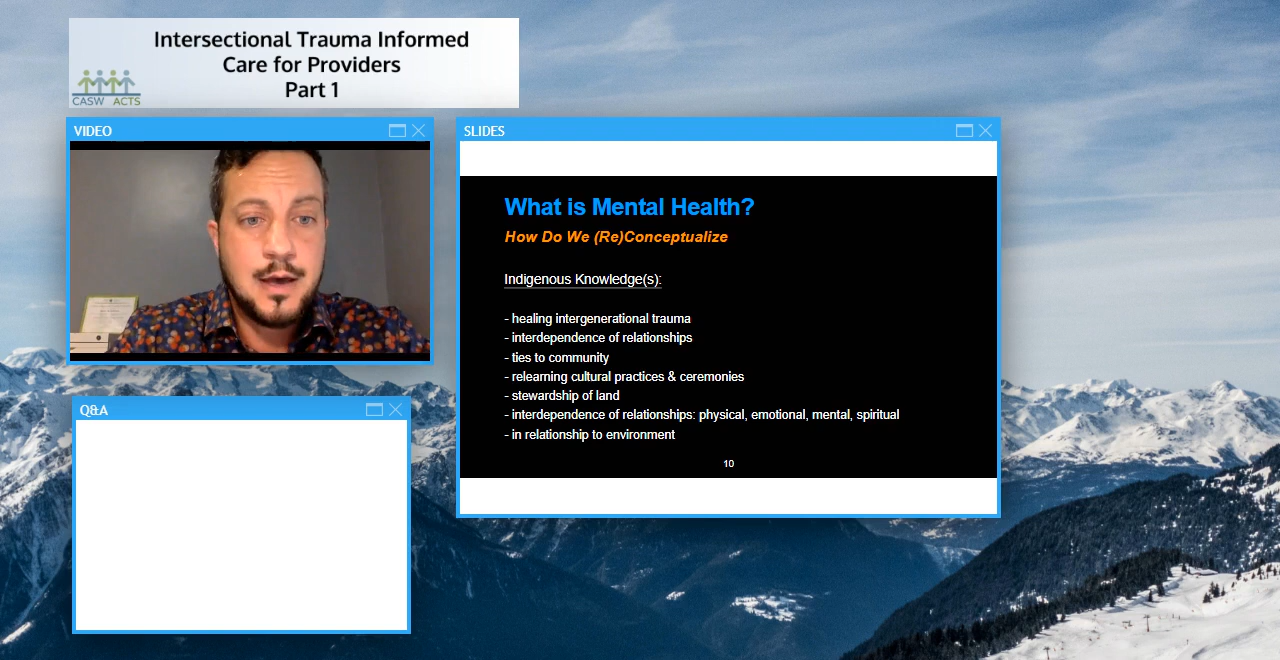 Intersectional Trauma Informed
Care for Providers
Part 1
CASW ACTS
VIDEO
SLIDES
What is Mental Health?
How Do We (Re)Conceptualize
Indigenous Knowledge(s):
- healing intergenerational trauma
- interdependence of relationships
- ties to community
- relearning cultural practices & ceremonies
- stewardship of land
- interdependence of relationships: physical, emotional, mental, spiritual
- in relationship to environment
10
Q&A